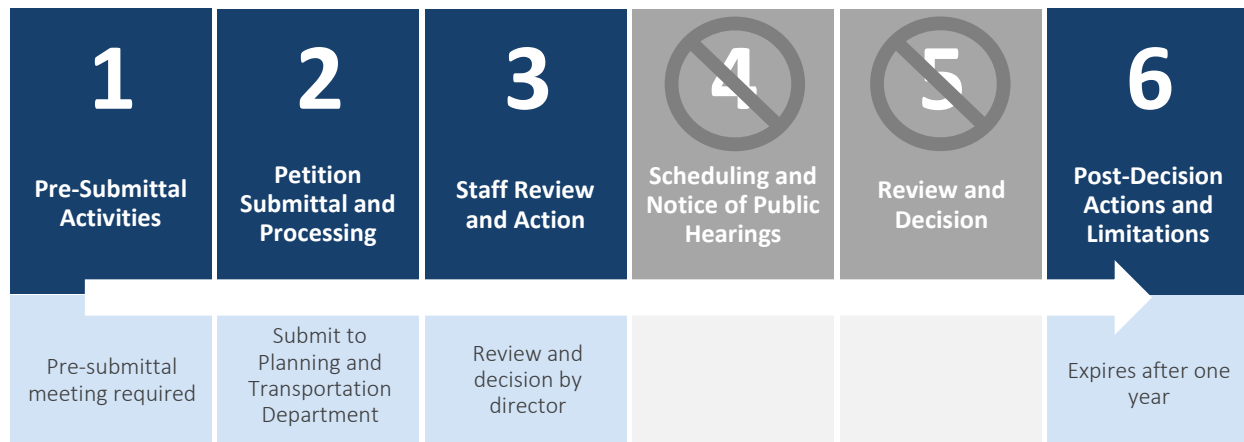 1
Pre-Submittal
Activities
2
Petition
Submittal and
Processing
3
Staff Review
and Action
4
Scheduling and
Notice of Public
Hearings
5
Review and
Decision
6
Post-Decision
Actions and
Limitations
Pre-submittal
meeting required
Submit to
Planning and
Transportation
Department
Review and
decision by
director
Expires after one
year